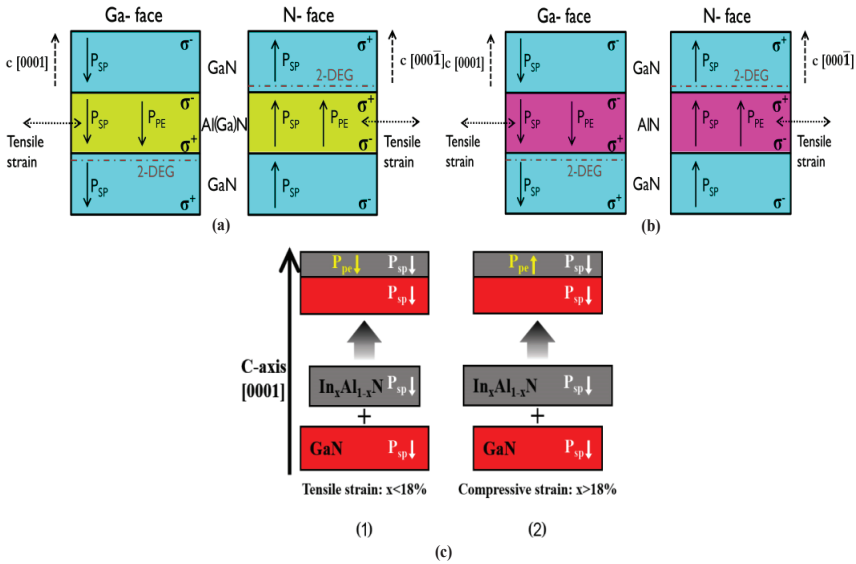 Ga- face
N- face
c [0001]
P_SP
σ⁻
GaN
P_SP
σ⁺
c [0001̄]
2-DEG
Tensile
strain
P_SP
P_PE
σ⁻
σ⁺
Al(Ga)N
P_SP
P_PE
σ⁺
σ⁻
Tensile
strain
2-DEG
P_SP
σ⁺
GaN
P_SP
σ⁻
(a)
Ga- face
N- face
c [0001]
P_SP
σ⁻
GaN
P_SP
σ⁺
c [0001̄]
2-DEG
Tensile
strain
P_SP
P_PE
σ⁻
σ⁺
AlN
P_SP
P_PE
σ⁺
σ⁻
Tensile
strain
2-DEG
P_SP
σ⁺
GaN
P_SP
σ⁻
(b)
C-axis
[0001]
P_pe↓ P_sp↓
P_sp↓
In_xAl_1-xN P_sp↓
+
GaN P_sp↓
Tensile strain: x<18%
(1)
P_pe↑ P_sp↓
P_sp↓
In_xAl_1-xN P_sp↓
+
GaN P_sp↓
Compressive strain: x>18%
(2)
(c)